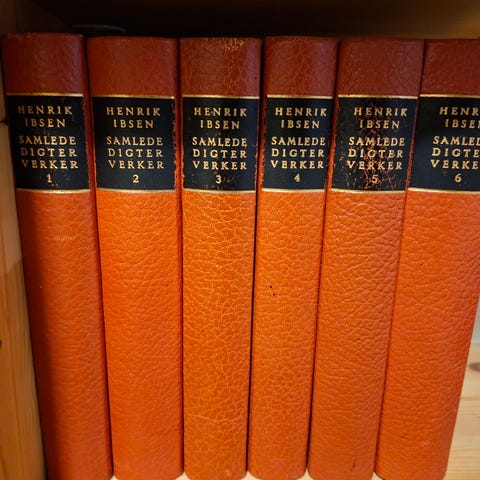 HENRIK
IBSEN
SAMLEDE
DIGTER
VERKER
1
HENRIK
IBSEN
SAMLEDE
DIGTER
VERKER
2
HENRIK
IBSEN
SAMLEDE
DIGTER
VERKER
3
HENRIK
IBSEN
SAMLEDE
DIGTER
VERKER
4
HENRIK
IBSEN
SAMLEDE
DIGTER
VERKER
5
HENRIK
IBSEN
SAMLEDE
DIGTER
VERKER
6